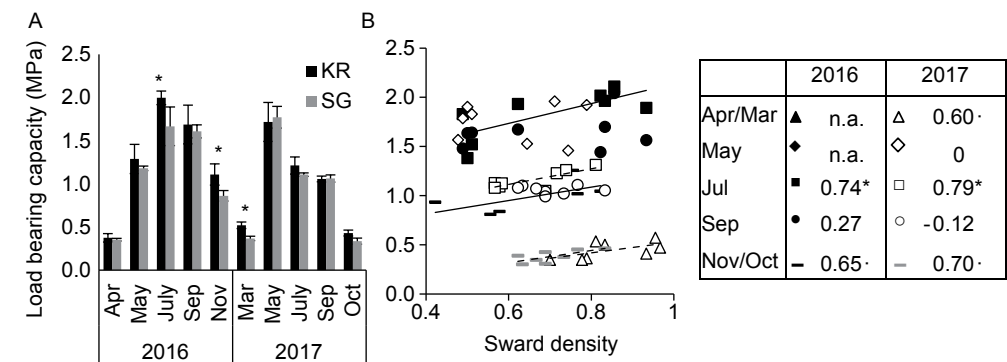 A
Load bearing capacity (MPa)
2.5
2.0
1.5
1.0
0.5
0.0
KR
SG
*
*
*
Apr
May
July
Sep
Nov
Mar
May
July
Sep
Oct
2016
2017
B
2.5
2.0
1.5
1.0
0.5
0.0
0.4
0.6
0.8
1
Sward density
2016 2017
Apr/Mar n.a. 0.60·
May n.a. 0
Jul 0.74* 0.79*
Sep 0.27 -0.12
Nov/Oct 0.65· 0.70·